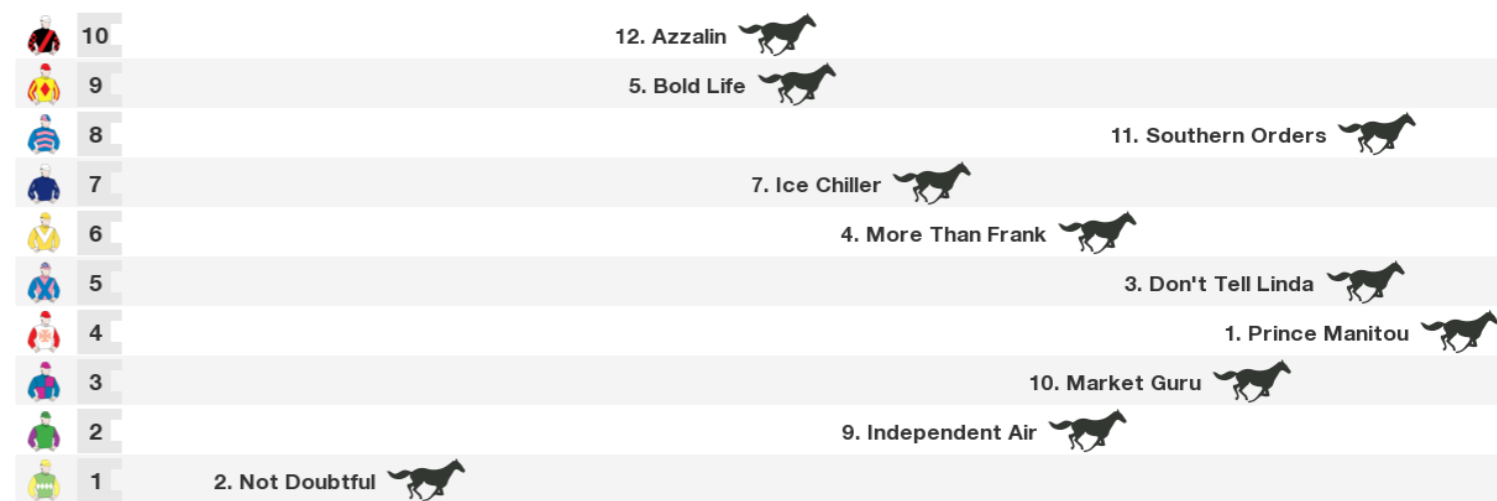 10 12. Azzalin
9 5. Bold Life
8 11. Southern Orders
7 7. Ice Chiller
6 4. More Than Frank
5 3. Don't Tell Linda
4 1. Prince Manitou
3 10. Market Guru
2 9. Independent Air
1 2. Not Doubtful